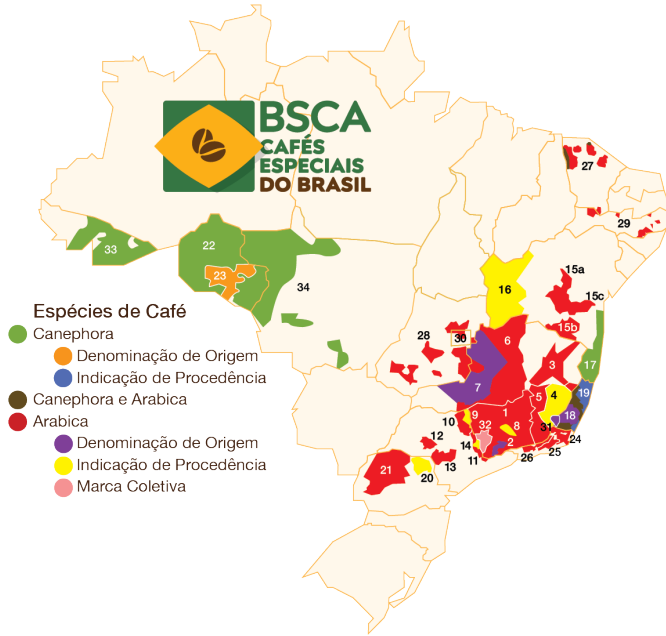 BSCA
CAFÉS
ESPECIAIS
DO BRASIL
27
29
33
22
23
34
16
15a
15c
15b
Espécies de Café
Canephora
Denominação de Origem
Indicação de Procedência
Canephora e Arabica
Arabica
Denominação de Origem
Indicação de Procedência
Marca Coletiva
28
30
6
3
17
7
5
4
19
10
9
1
18
32
8
31
12
14
2
24
13
11
26
25
21
20